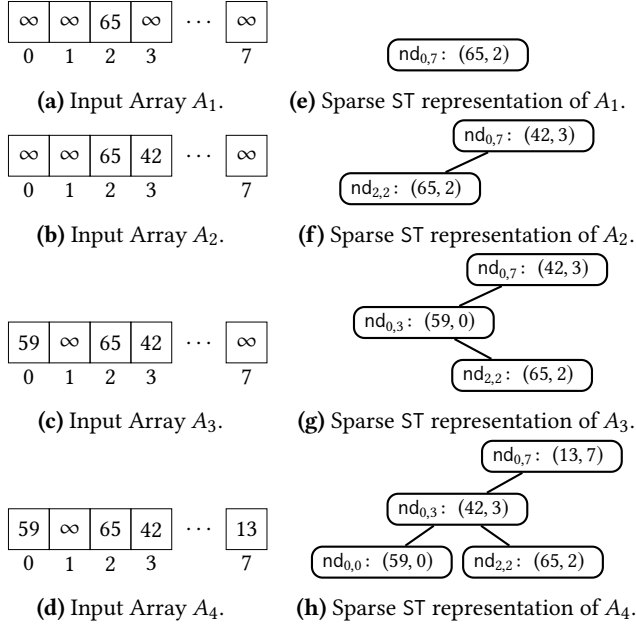 ∞ ∞ 65 ∞ ··· ∞
0 1 2 3 7
(a) Input Array A₁.
nd₀,₇: (65, 2)
(e) Sparse ST representation of A₁.
∞ ∞ 65 42 ··· ∞
0 1 2 3 7
(b) Input Array A₂.
nd₀,₇: (42, 3)
nd₂,₂: (65, 2)
(f) Sparse ST representation of A₂.
59 ∞ 65 42 ··· ∞
0 1 2 3 7
(c) Input Array A₃.
nd₀,₇: (42, 3)
nd₀,₃: (59, 0)
nd₂,₂: (65, 2)
(g) Sparse ST representation of A₃.
59 ∞ 65 42 ··· 13
0 1 2 3 7
(d) Input Array A₄.
nd₀,₇: (13, 7)
nd₀,₃: (42, 3)
nd₀,₀: (59, 0) nd₂,₂: (65, 2)
(h) Sparse ST representation of A₄.